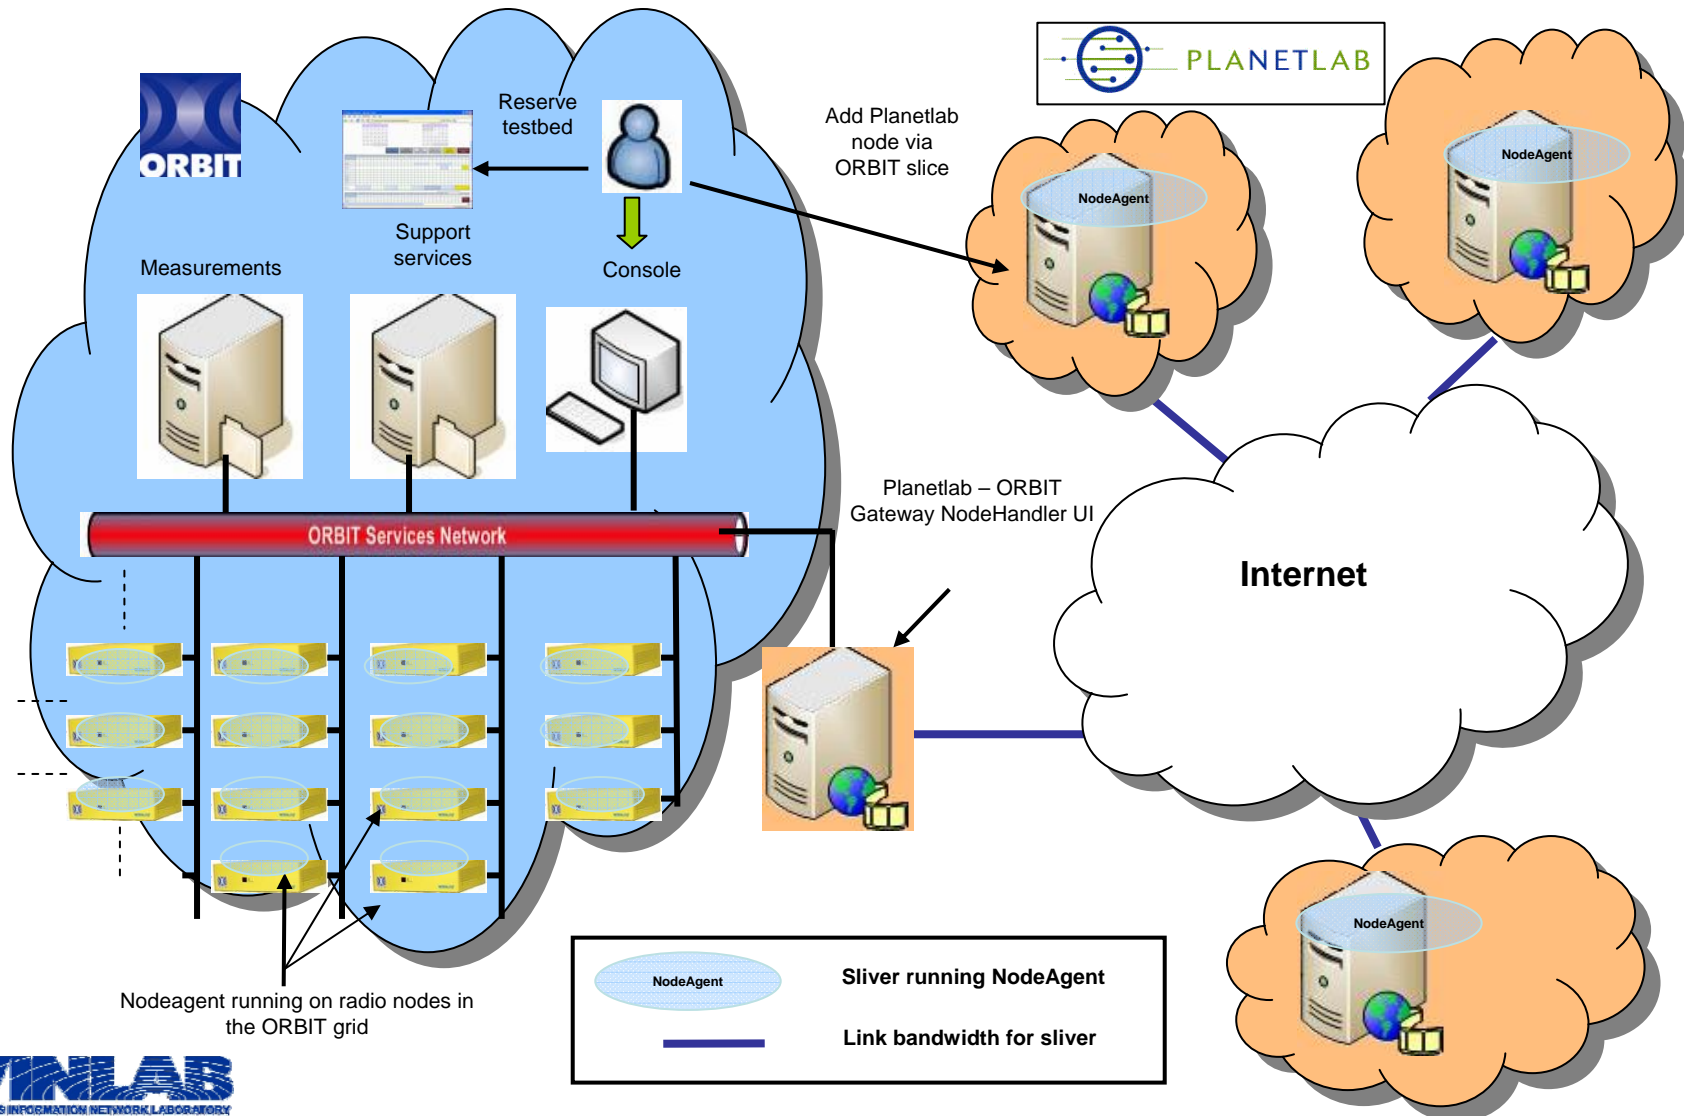 PLANETLAB
ORBIT
Reserve
testbed
Add Planetlab
node via
ORBIT slice
NodeAgent
NodeAgent
Support
services
Measurements
Console
Planetlab – ORBIT
Gateway NodeHandler UI
ORBIT Services Network
Internet
NodeAgent
Nodeagent running on radio nodes in
the ORBIT grid
NodeAgent
Sliver running NodeAgent
Link bandwidth for sliver
WINLAB
INFORMATION NETWORK LABORATORY